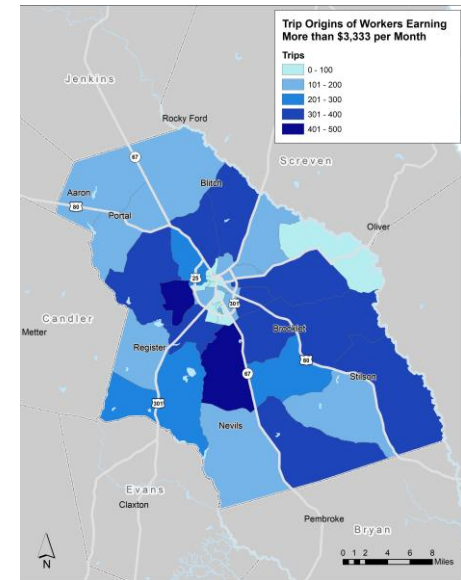 Trip Origins of Workers Earning
More than $3,333 per Month
Trips
0 - 100
101 - 200
201 - 300
301 - 400
401 - 500
Jenkins
Rocky Ford
67
Screven
Blitch
Aaron
80
Portal
Oliver
25
301
Candler
Metter
Brooklet
Register
80
Stilson
67
301
Nevils
Evans
Claxton
Pembroke
Bryan
N
0 1 2 4 6 8
Miles